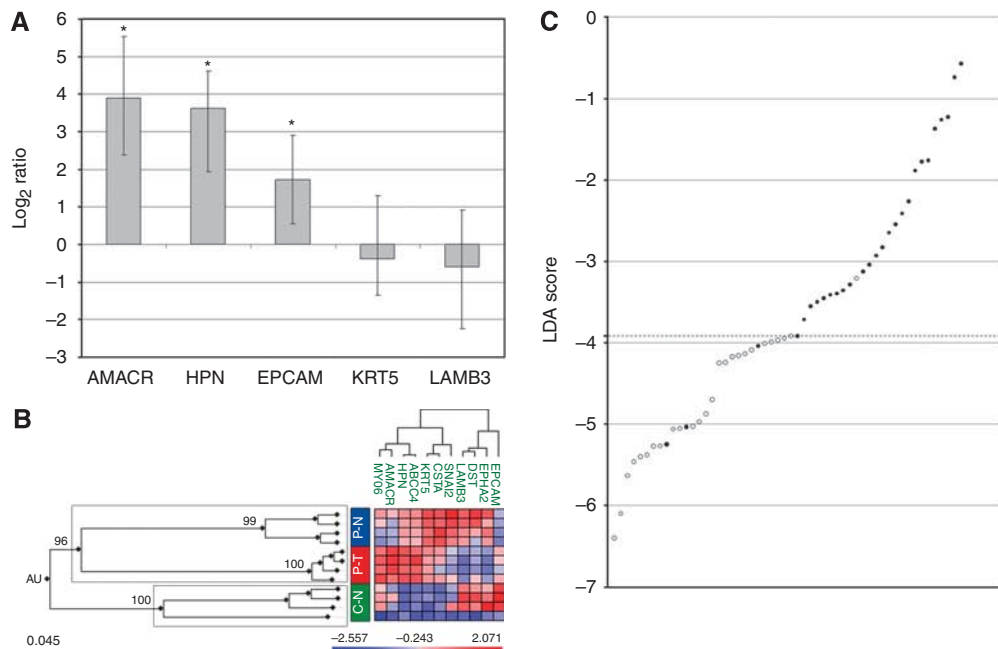 A
6
5
4
3
2
1
0
–1
–2
–3
Log2 ratio
*
*
*
AMACR HPN EPCAM KRT5 LAMB3
B
MYO6
AMACR
HPN
ABCC4
KRT5
CSTA
SNAI2
LAMB3
DST
EPHA2
EPCAM
99
96
100
AU
100
P-N
P-T
C-N
0.045
–2.557 –0.243 2.071
C
0
–1
–2
–3
–4
–5
–6
–7
LDA score